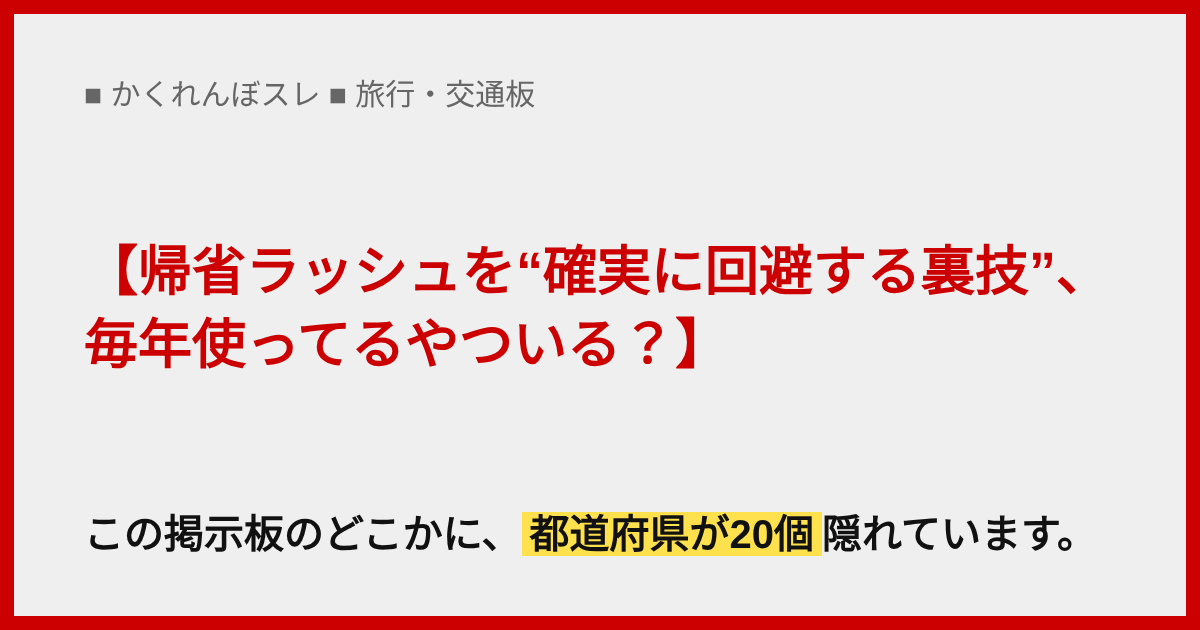 ■ かくれんぼスレ ■ 旅行・交通板
【帰省ラッシュを“確実に回避する裏技”、
毎年使ってるやついる？】
この掲示板のどこかに、都道府県が20個隠れています。